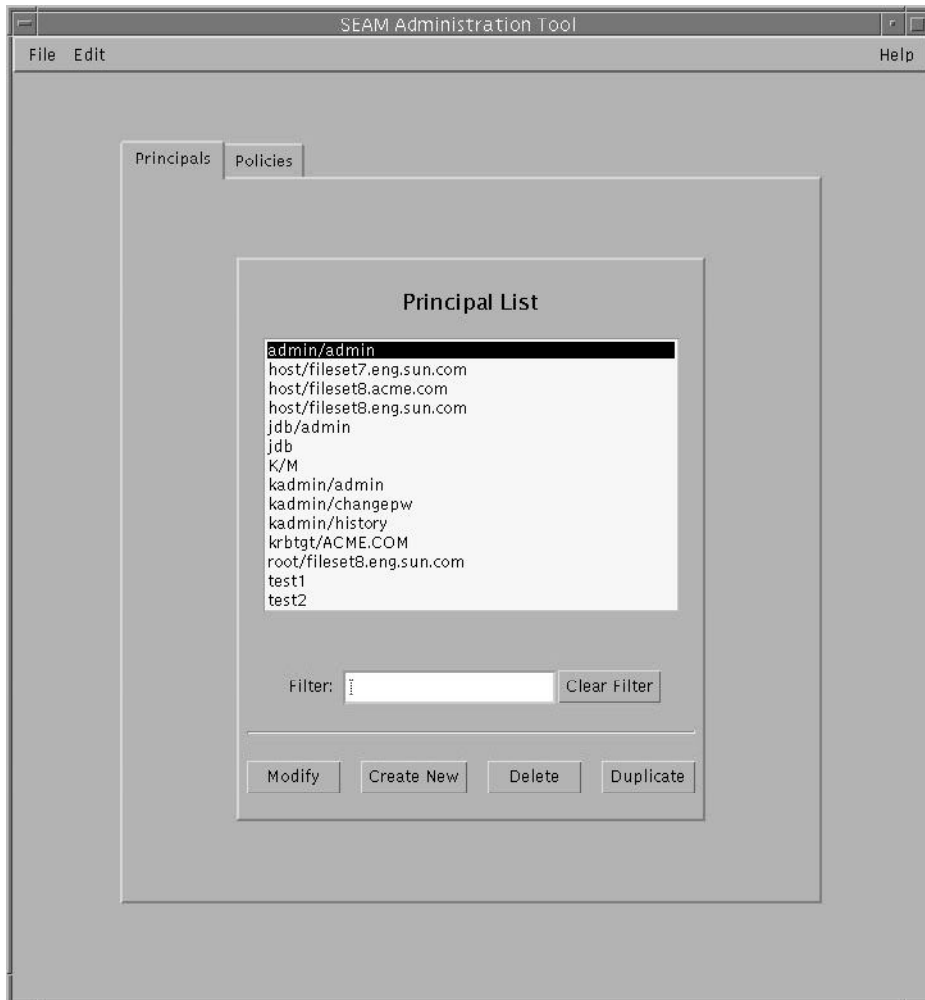 SEAM Administration Tool
File Edit Help
Principals Policies
Principal List
admin/admin
host/fileset7.eng.sun.com
host/fileset8.acme.com
host/fileset8.eng.sun.com
jdb/admin
jdb
K/M
kadmin/admin
kadmin/changepw
kadmin/history
krbtgt/ACME.COM
root/fileset8.eng.sun.com
test1
test2
Filter: Clear Filter
Modify Create New Delete Duplicate